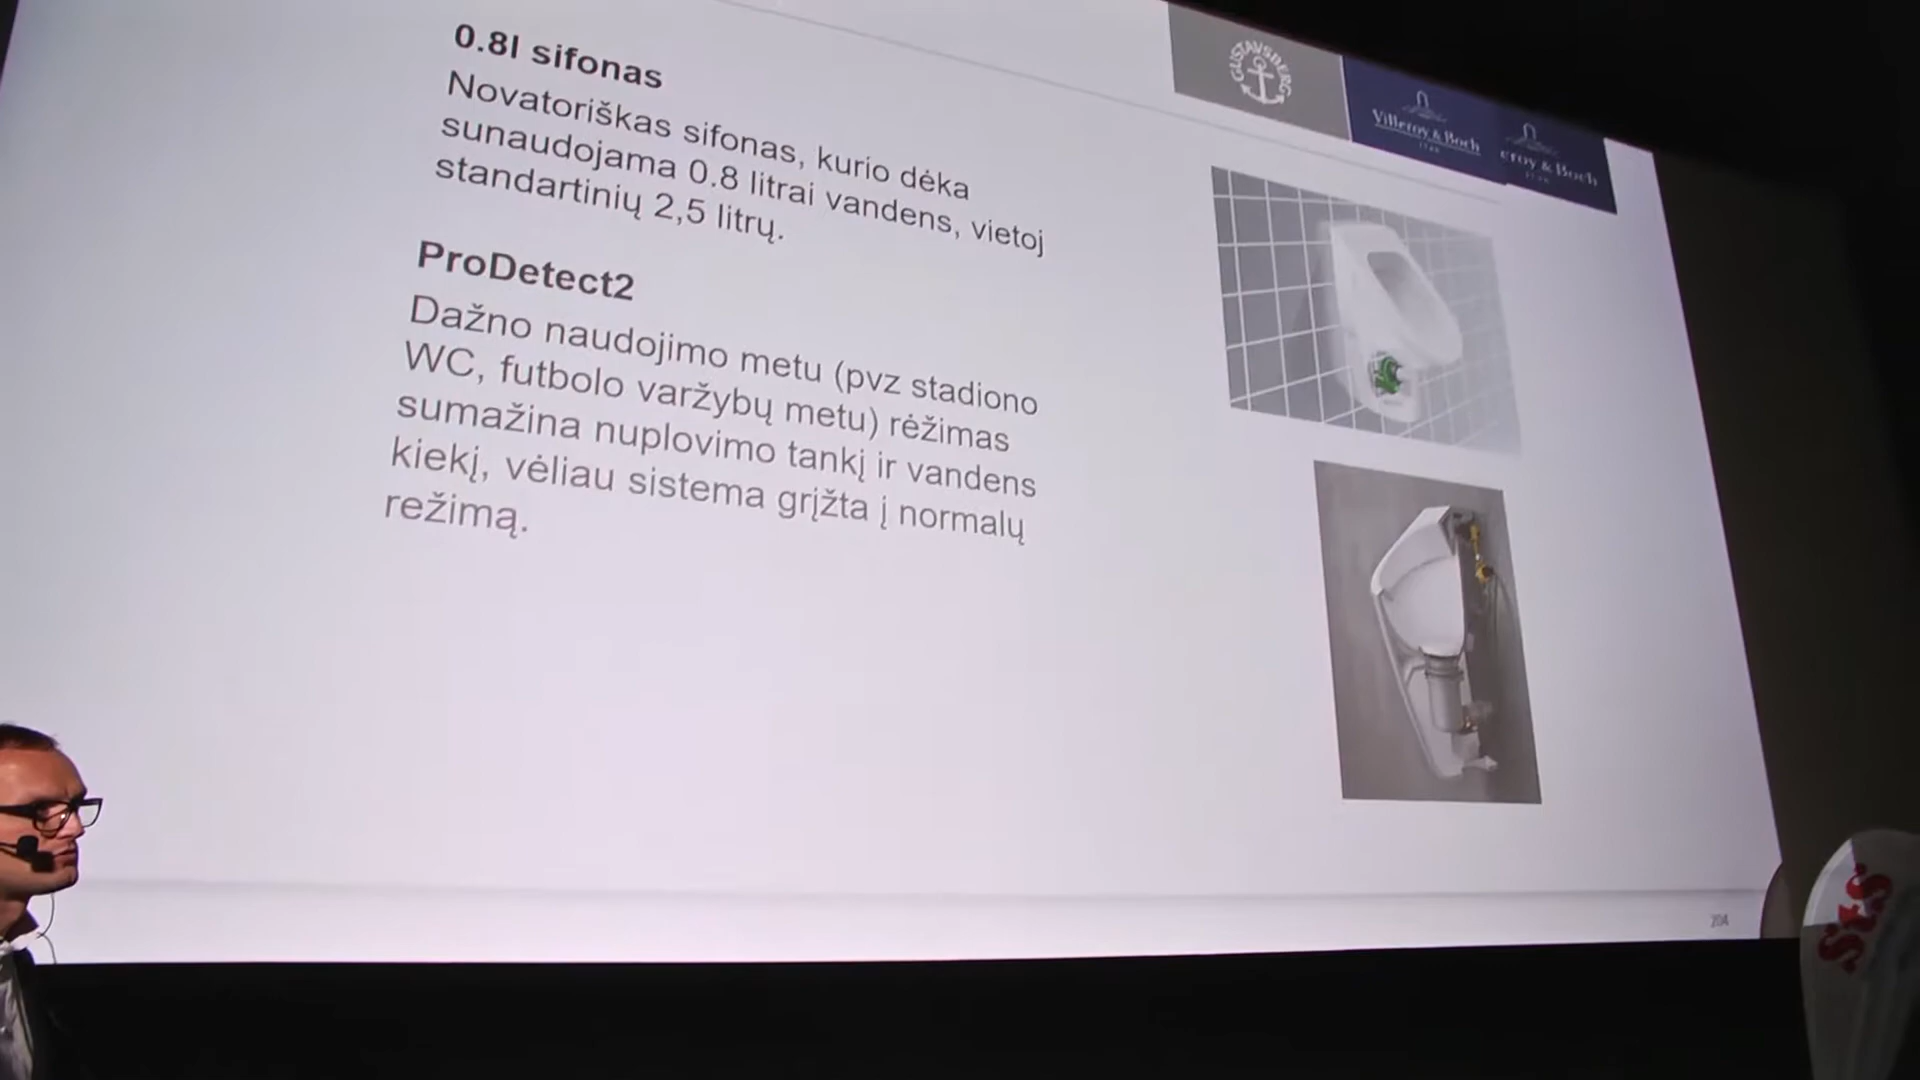 0.8l sifonas
Novatoriškas sifonas, kurio dėka
sunaudojama 0.8 litrai vandens, vietoj
standartinių 2,5 litrų.
ProDetect2
Dažno naudojimo metu (pvz stadiono
WC, futbolo varžybų metu) rėžimas
sumažina nuplovimo tankį ir vandens
kiekį, vėliau sistema grįžta į normalų
režimą.
GUSTAVSBERG
Villeroy & Boch
eroy & Boch